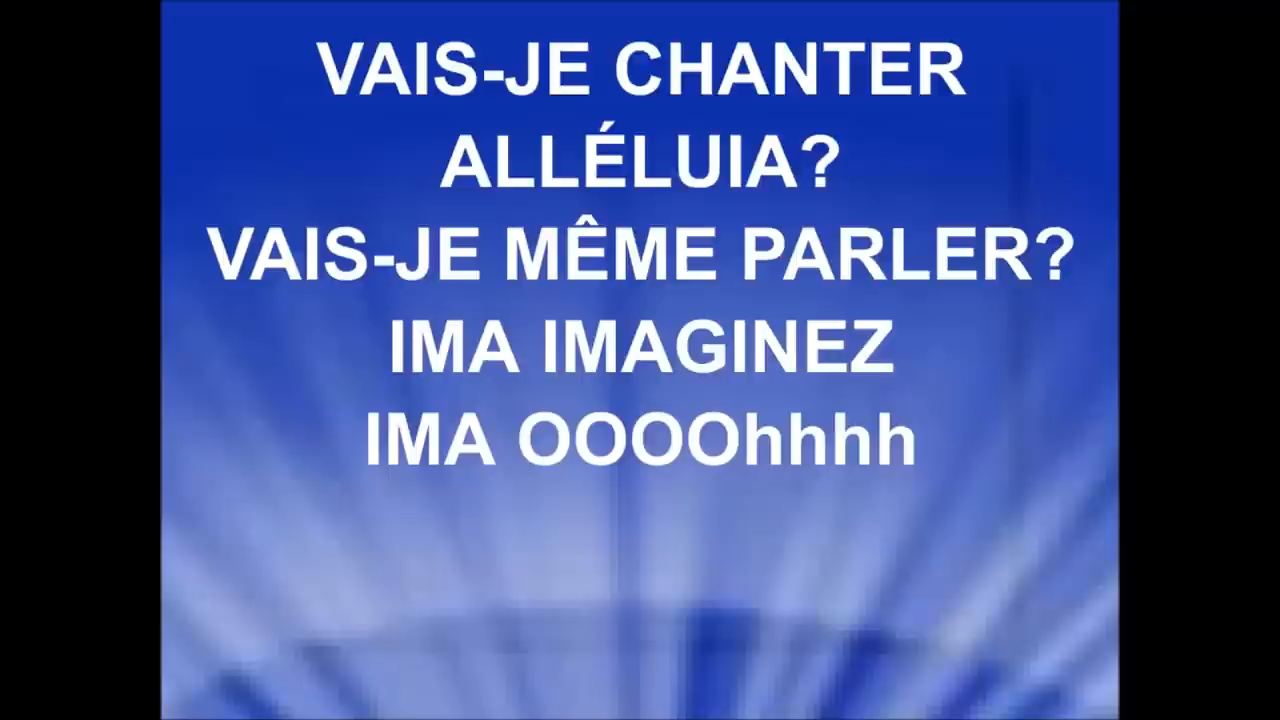 VAIS-JE CHANTER
ALLÉLUIA?
VAIS-JE MÊME PARLER?
IMA IMAGINEZ
IMA OOOOhhhh